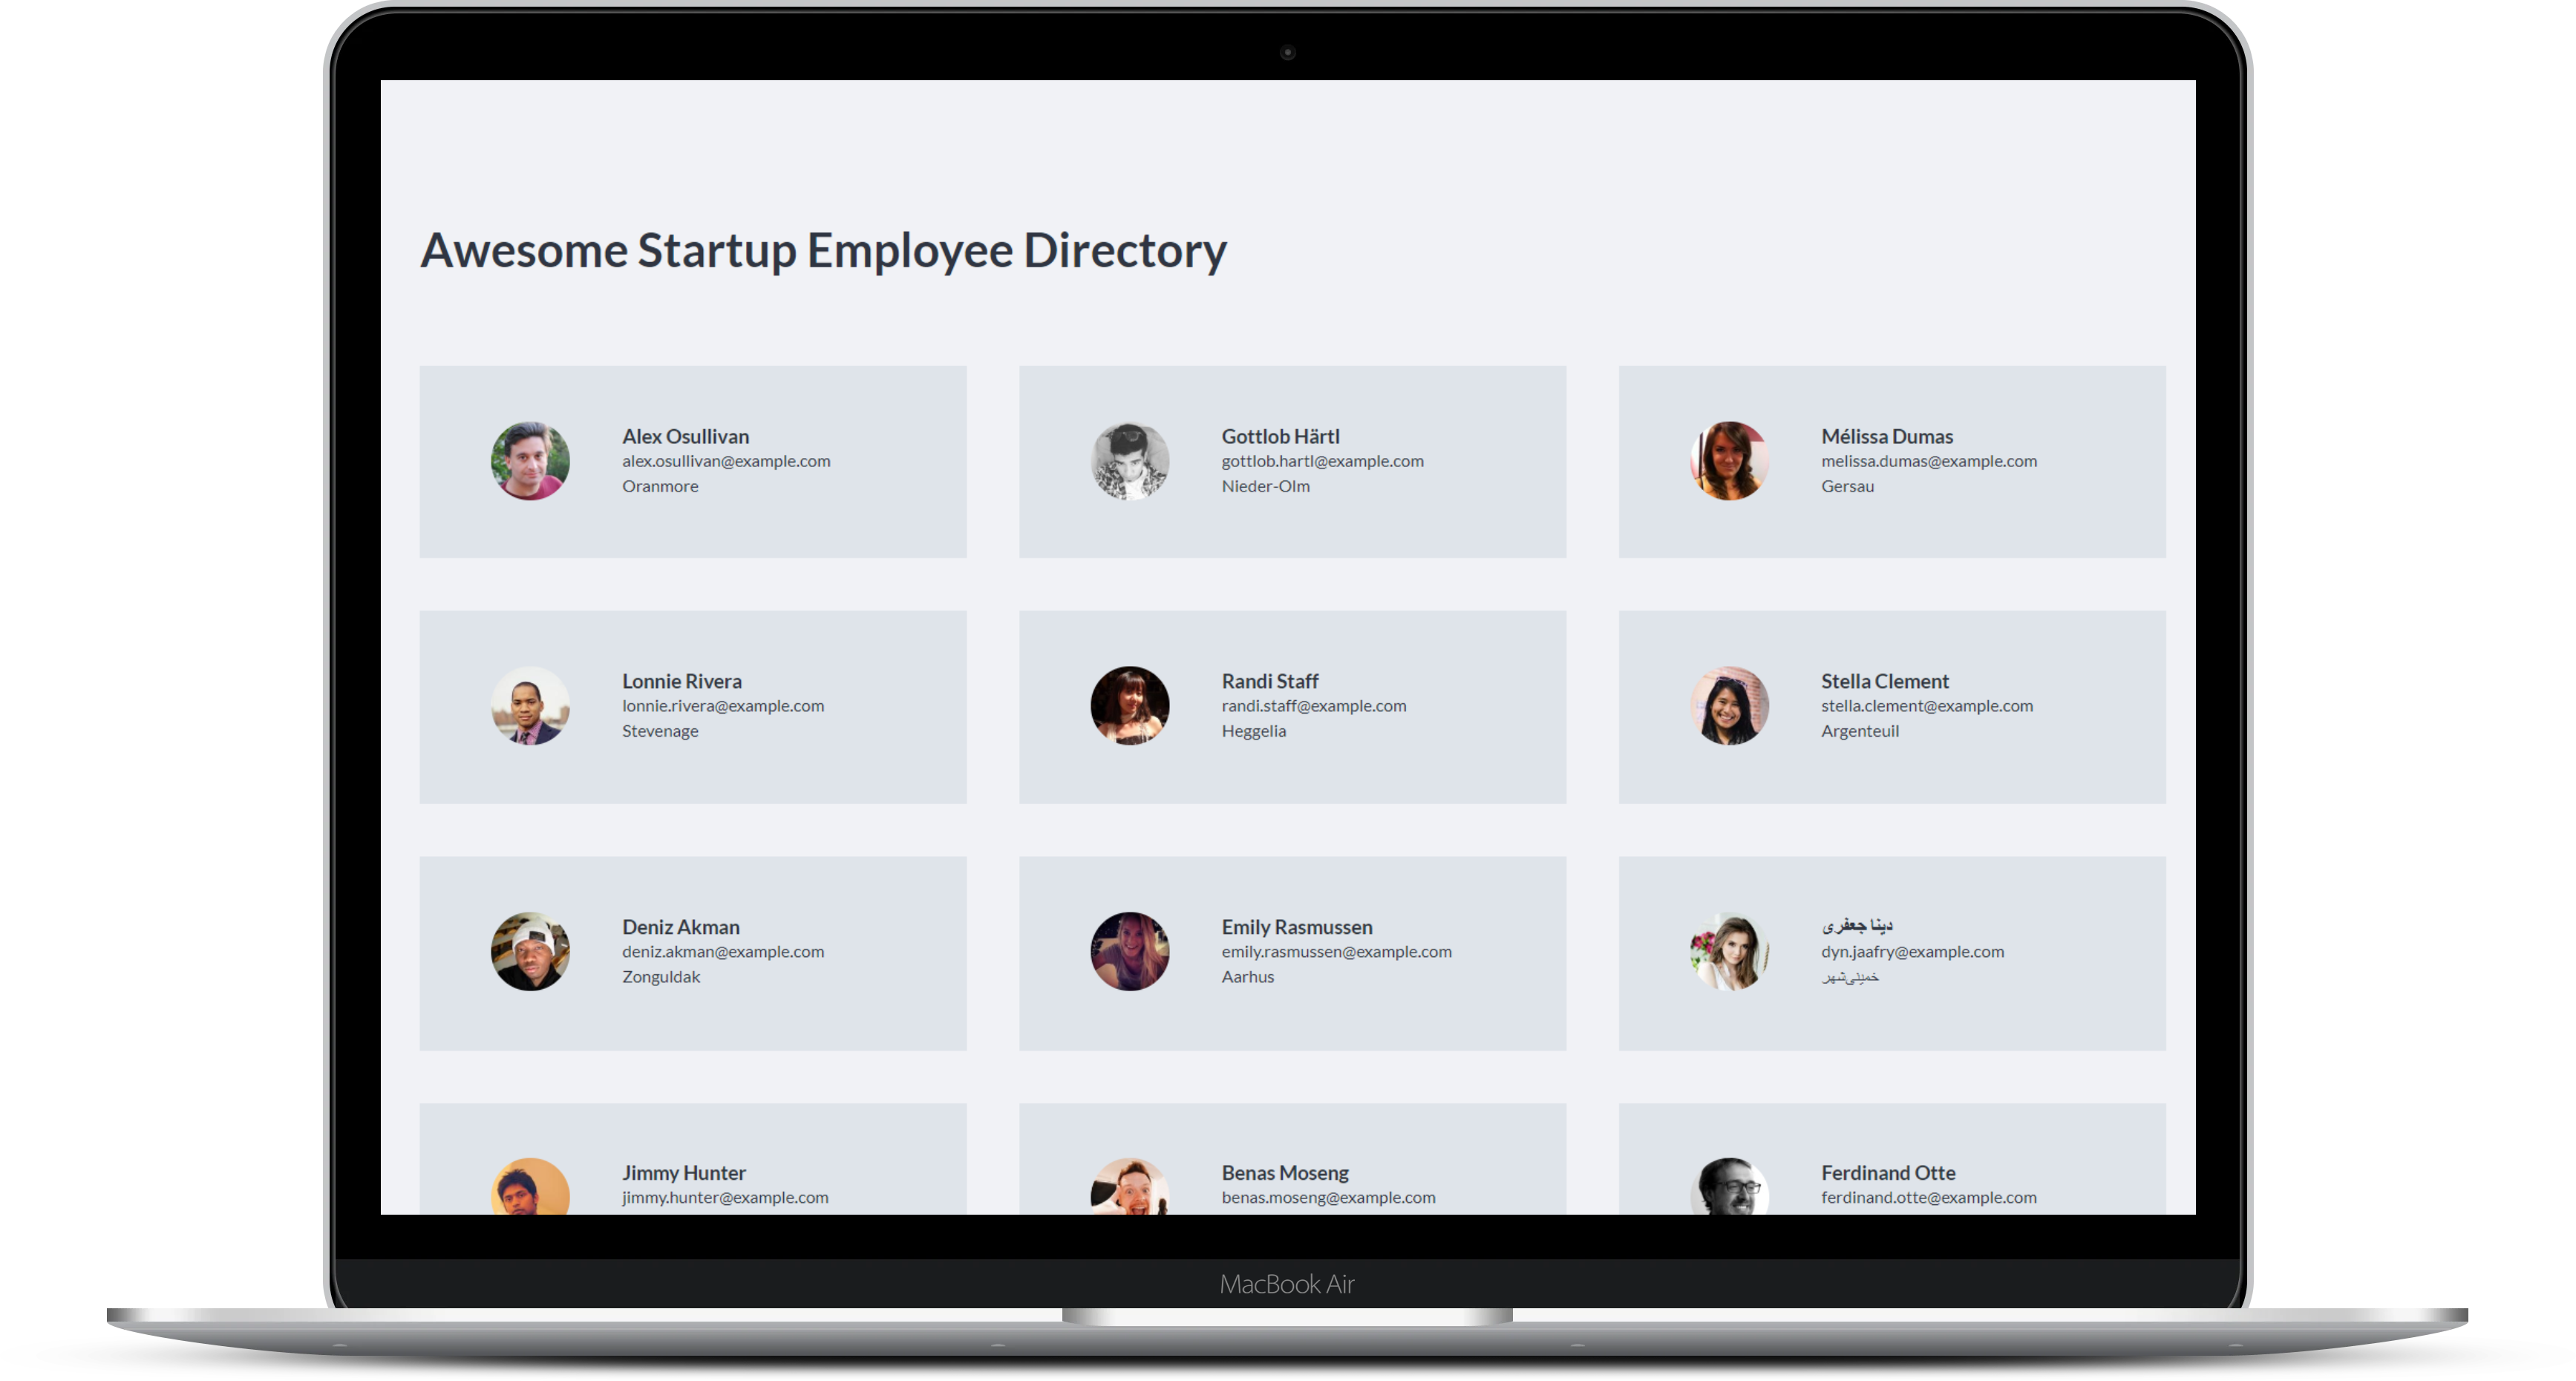 Awesome Startup Employee Directory
Alex Osullivan
alex.osullivan@example.com
Oranmore
Gottlob Härtl
gottlob.hartl@example.com
Nieder-Olm
Mélissa Dumas
melissa.dumas@example.com
Gersau
Lonnie Rivera
lonnie.rivera@example.com
Stevenage
Randi Staff
randi.staff@example.com
Heggelia
Stella Clement
stella.clement@example.com
Argenteuil
Deniz Akman
deniz.akman@example.com
Zonguldak
Emily Rasmussen
emily.rasmussen@example.com
Aarhus
دینا جعفری
dyn.jaafry@example.com
خمینی‌شهر
Jimmy Hunter
jimmy.hunter@example.com
Benas Moseng
benas.moseng@example.com
Ferdinand Otte
ferdinand.otte@example.com
MacBook Air